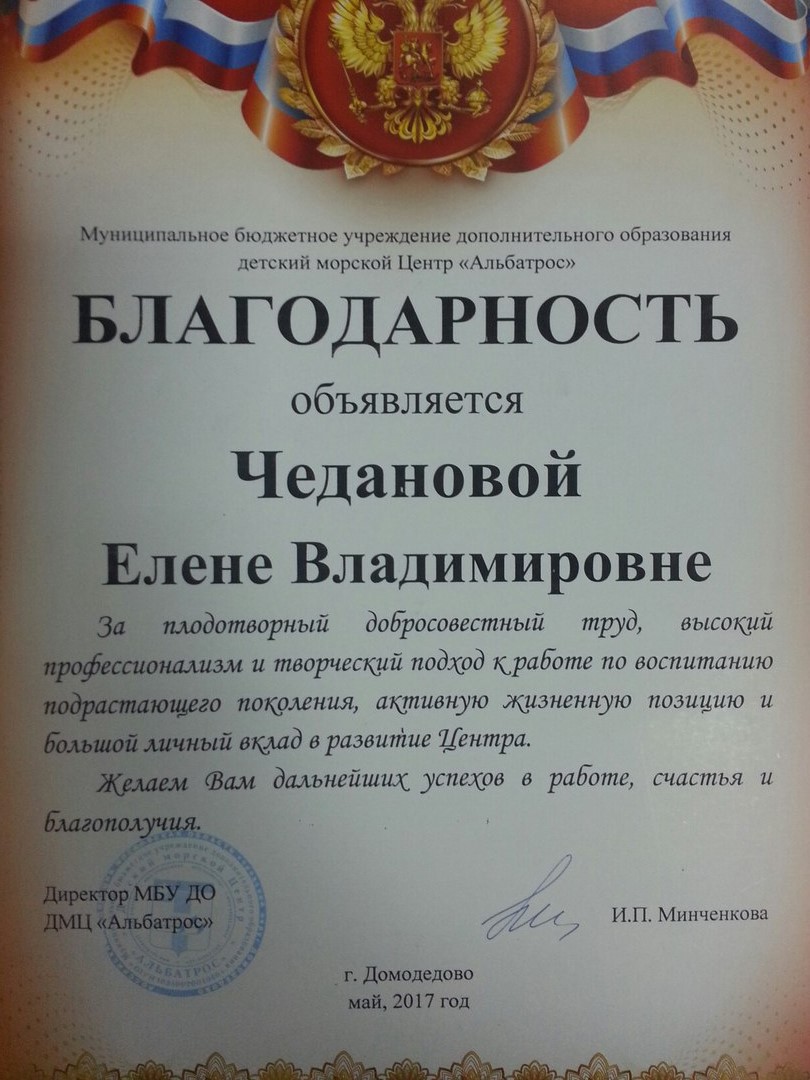 Муниципальное бюджетное учреждение дополнительного образования
детский морской Центр «Альбатрос»
БЛАГОДАРНОСТЬ
объявляется
Чедановой
Елене Владимировне
За плодотворный добросовестный труд, высокий
профессионализм и творческий подход к работе по воспитанию
подрастающего поколения, активную жизненную позицию и
большой личный вклад в развитие Центра.
Желаем Вам дальнейших успехов в работе, счастья и
благополучия.
Директор МБУ ДО
ДМЦ «Альбатрос»
И.П. Минченкова
«АЛЬБАТРОС»
г. Домодедово
май, 2017 год